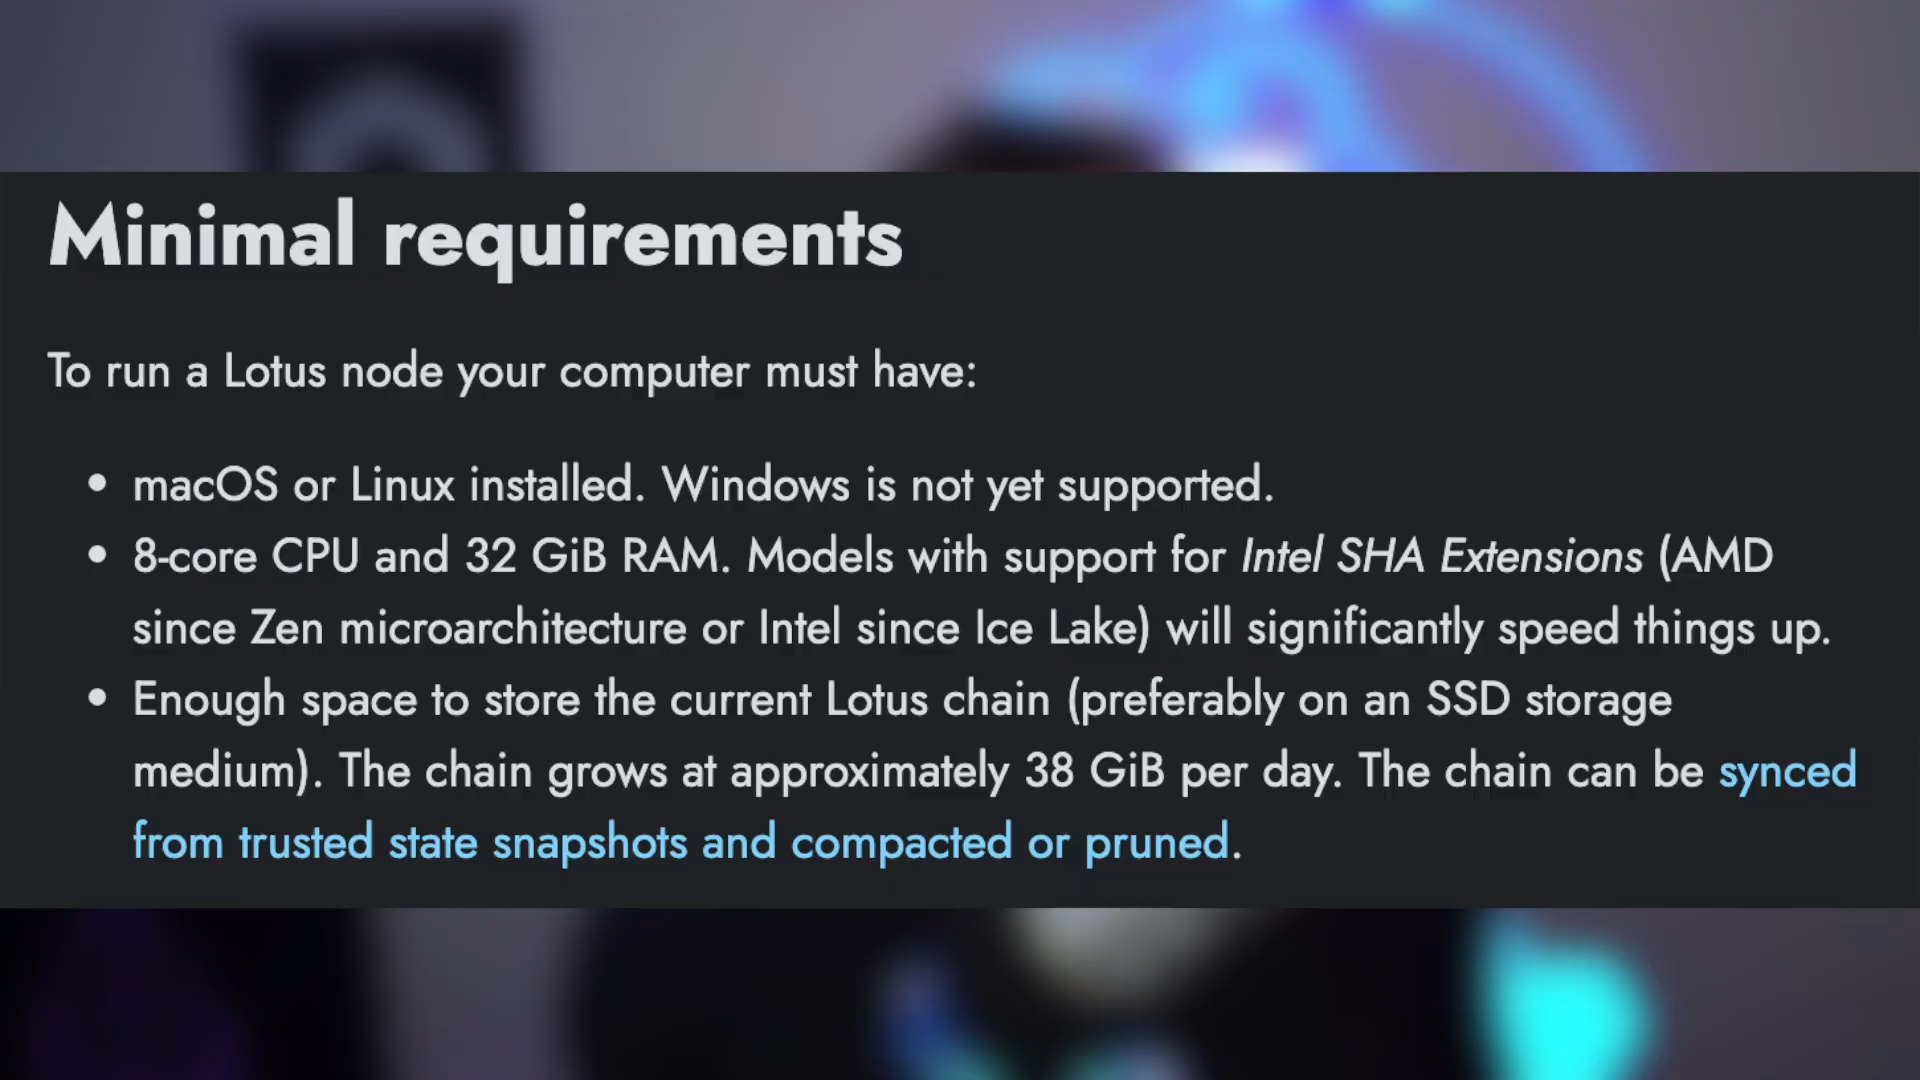 Minimal requirements
To run a Lotus node your computer must have:
• macOS or Linux installed. Windows is not yet supported.
• 8-core CPU and 32 GiB RAM. Models with support for Intel SHA Extensions (AMD
since Zen microarchitecture or Intel since Ice Lake) will significantly speed things up.
• Enough space to store the current Lotus chain (preferably on an SSD storage
medium). The chain grows at approximately 38 GiB per day. The chain can be synced
from trusted state snapshots and compacted or pruned.